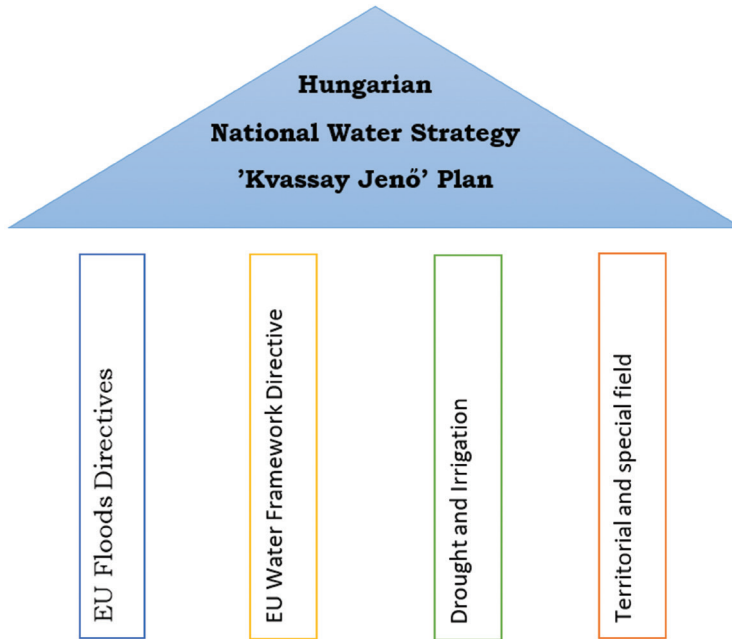 Hungarian
National Water Strategy
’Kvassay Jenő’ Plan
EU Floods Directives
EU Water Framework Directive
Drought and Irrigation
Territorial and special field